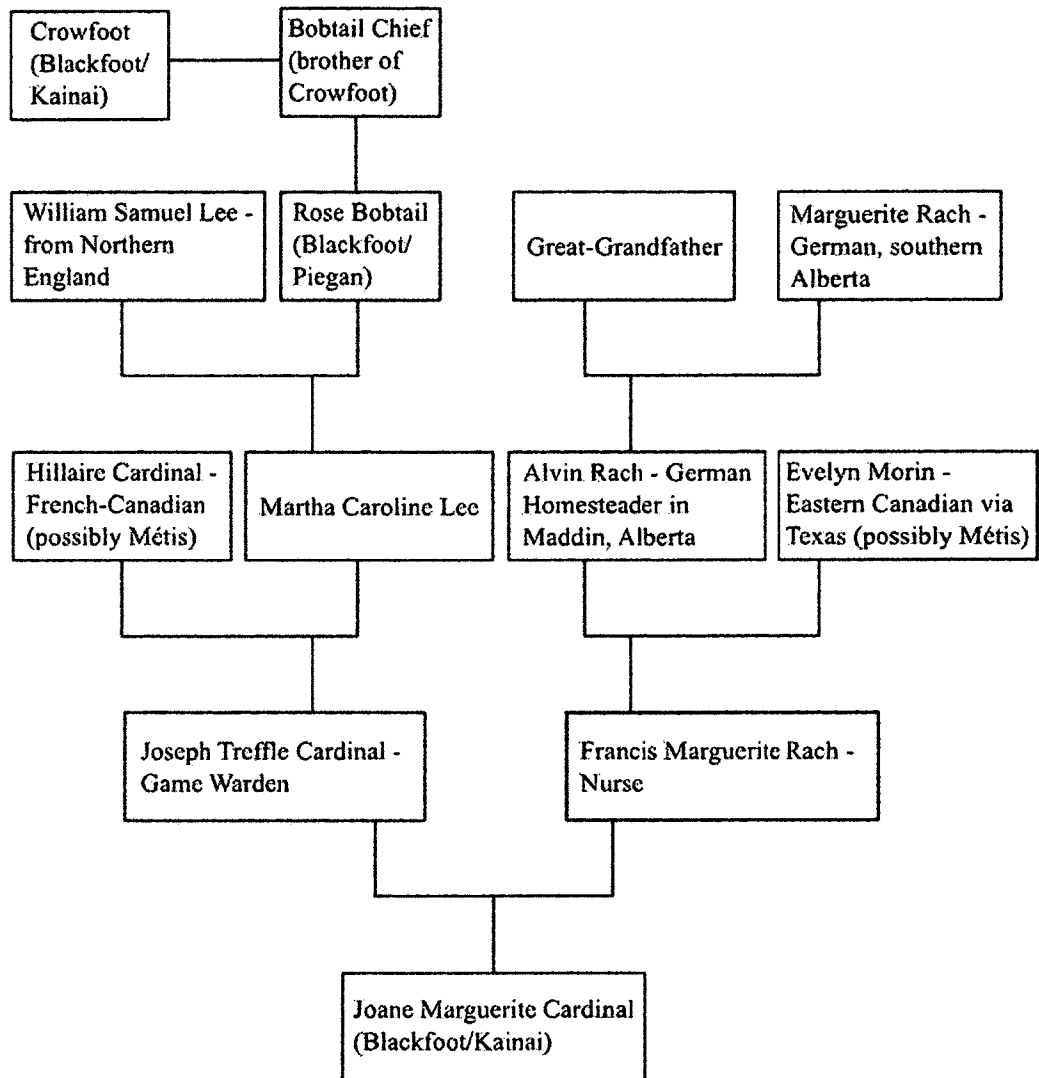 Crowfoot
(Blackfoot/
Kainai)
Bobtail Chief
(brother of
Crowfoot)
William Samuel Lee -
from Northern
England
Rose Bobtail
(Blackfoot/
Piegan)
Great-Grandfather
Marguerite Rach -
German, southern
Alberta
Hillaire Cardinal -
French-Canadian
(possibly Métis)
Martha Caroline Lee
Alvin Rach - German
Homesteader in
Maddin, Alberta
Evelyn Morin -
Eastern Canadian via
Texas (possibly Métis)
Joseph Treffle Cardinal -
Game Warden
Francis Marguerite Rach -
Nurse
Joane Marguerite Cardinal
(Blackfoot/Kainai)